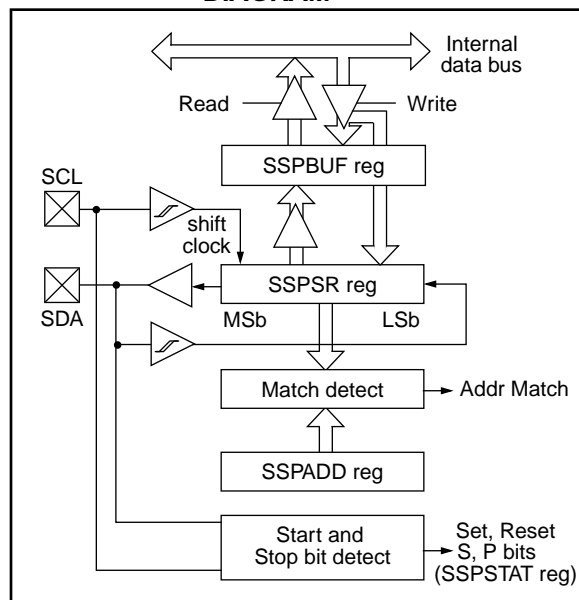 DIAGRAM
Internal
data bus
Read
Write
SSPBUF reg
SCL
shift
clock
SSPSR reg
SDA
MSb
LSb
Match detect
Addr Match
SSPADD reg
Start and
Stop bit detect
Set, Reset
S, P bits
(SSPSTAT reg)